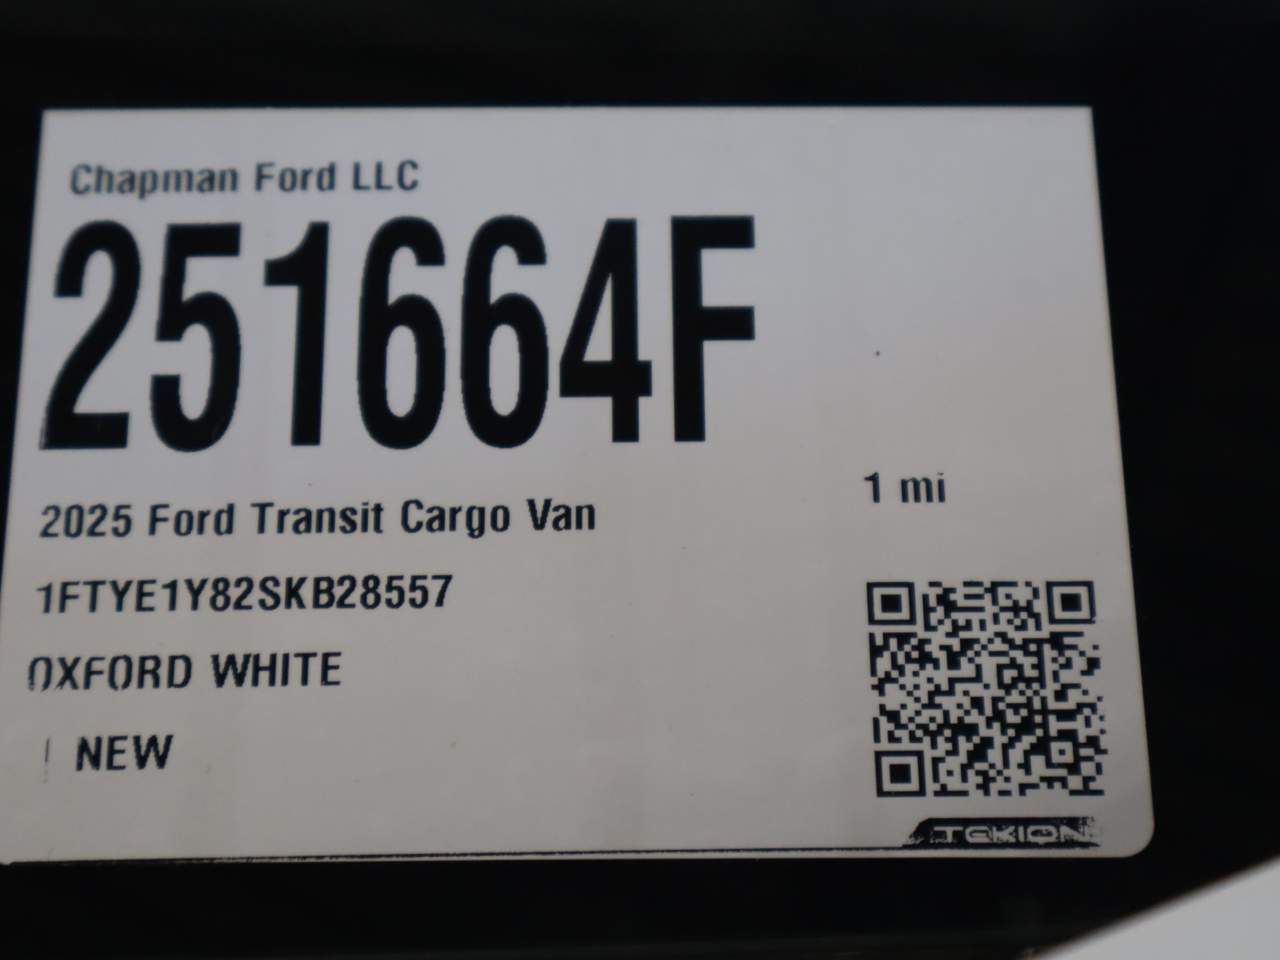 Chapman Ford LLC
251664F
1 mi
2025 Ford Transit Cargo Van
1FTYE1Y82SKB28557
OXFORD WHITE
| NEW
TEKION